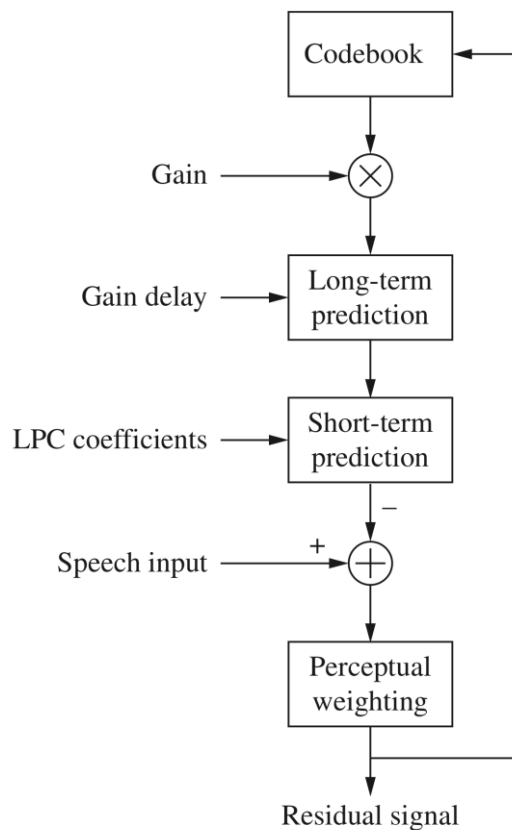 Codebook
Gain
×
Gain delay
Long-term
prediction
LPC coefficients
Short-term
prediction
−
+
Speech input
+
Perceptual
weighting
Residual signal